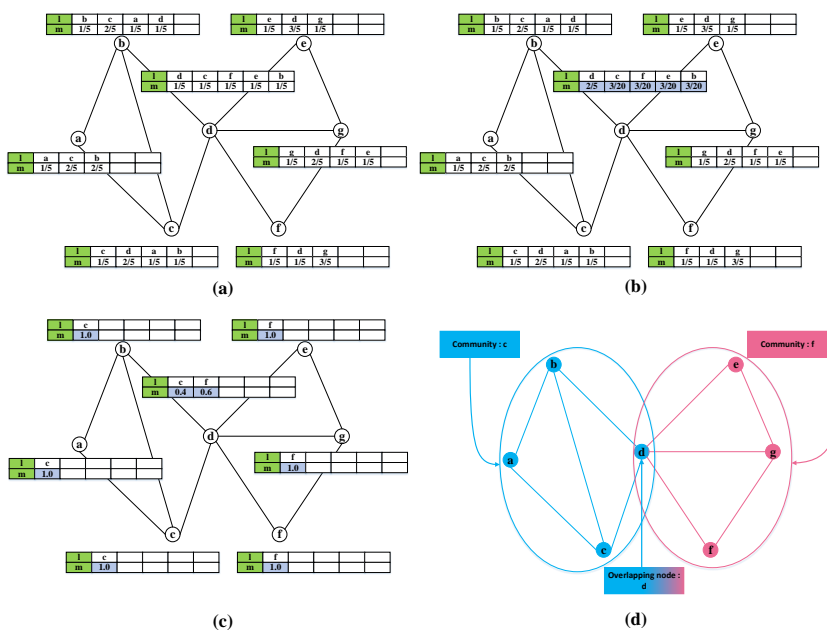 l b c a d
m 1/5 2/5 1/5 1/5
l e d g
m 1/5 3/5 1/5
b
e
l d c f e b
m 1/5 1/5 1/5 1/5 1/5
a
d
g
l a c b
m 1/5 2/5 2/5
l g d f e
m 1/5 2/5 1/5 1/5
c
f
l c d a b
m 1/5 2/5 1/5 1/5
l f d g
m 1/5 1/5 3/5
(a)
l b c a d
m 1/5 2/5 1/5 1/5
l e d g
m 1/5 3/5 1/5
b
e
l d c f e b
m 2/5 3/20 3/20 3/20 3/20
a
d
g
l a c b
m 1/5 2/5 2/5
l g d f e
m 1/5 2/5 1/5 1/5
c
f
l c d a b
m 1/5 2/5 1/5 1/5
l f d g
m 1/5 1/5 3/5
(b)
l c
m 1.0
l f
m 1.0
b
e
l c f
m 0.4 0.6
a
d
g
l c
m 1.0
l f
m 1.0
c
f
l c
m 1.0
l f
m 1.0
(c)
Community : c
Community : f
b
e
a
d
g
c
f
Overlapping node :
d
(d)